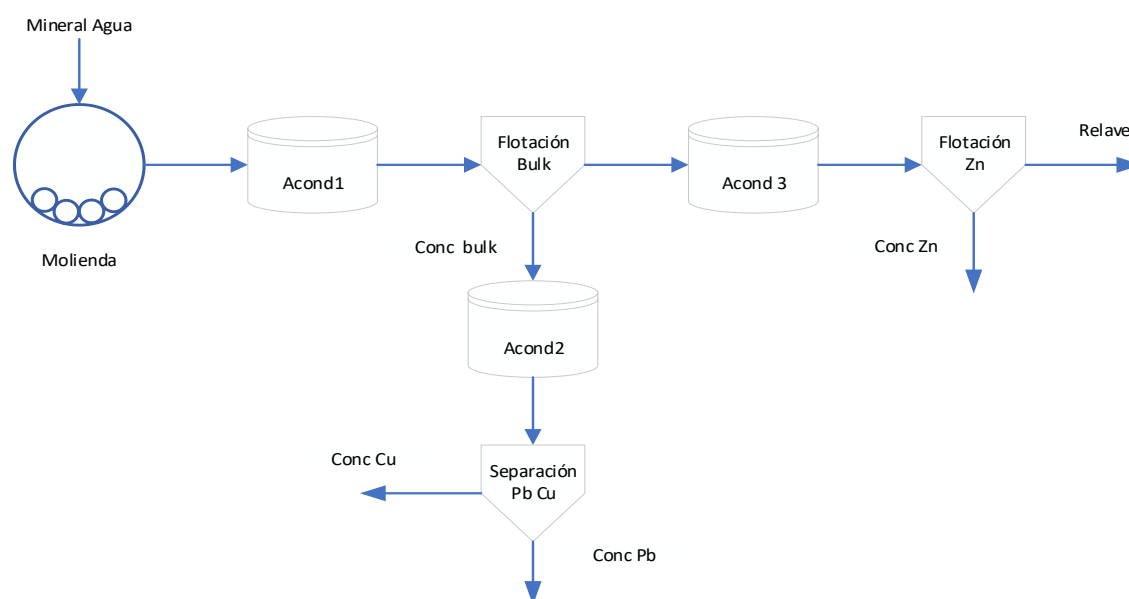 Mineral Agua
Molienda
Acond1
Flotación
Bulk
Acond 3
Flotación
Zn
Relave
Conc bulk
Conc Zn
Acond2
Conc Cu
Separación
Pb Cu
Conc Pb